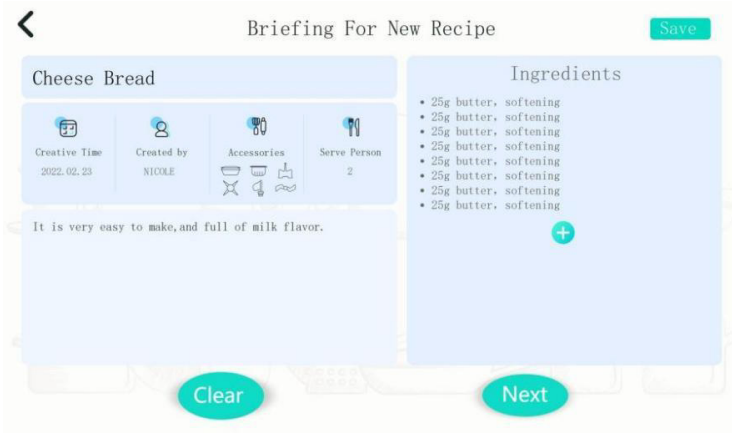 Briefing For New Recipe
Save
Cheese Bread
Creative Time
2022.02.23
Created by
NICOLE
Accessories
Serve Person
2
It is very easy to make,and full of milk flavor.
Ingredients
• 25g butter, softening
• 25g butter, softening
• 25g butter, softening
• 25g butter, softening
• 25g butter, softening
• 25g butter, softening
• 25g butter, softening
• 25g butter, softening
Clear
Next